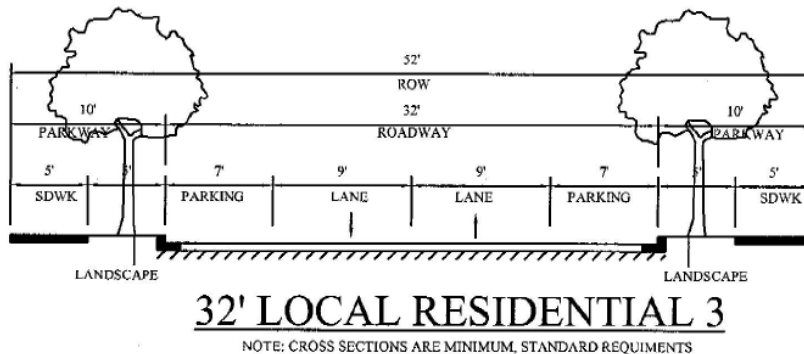 52'
ROW
10' 32' 10'
PARKWAY ROADWAY PARKWAY
5' 5' 7' 9' 9' 7' 5' 5'
SDWK PARKING LANE LANE PARKING SDWK
LANDSCAPE LANDSCAPE
32' LOCAL RESIDENTIAL 3
NOTE: CROSS SECTIONS ARE MINIMUM, STANDARD REQUIMENTS